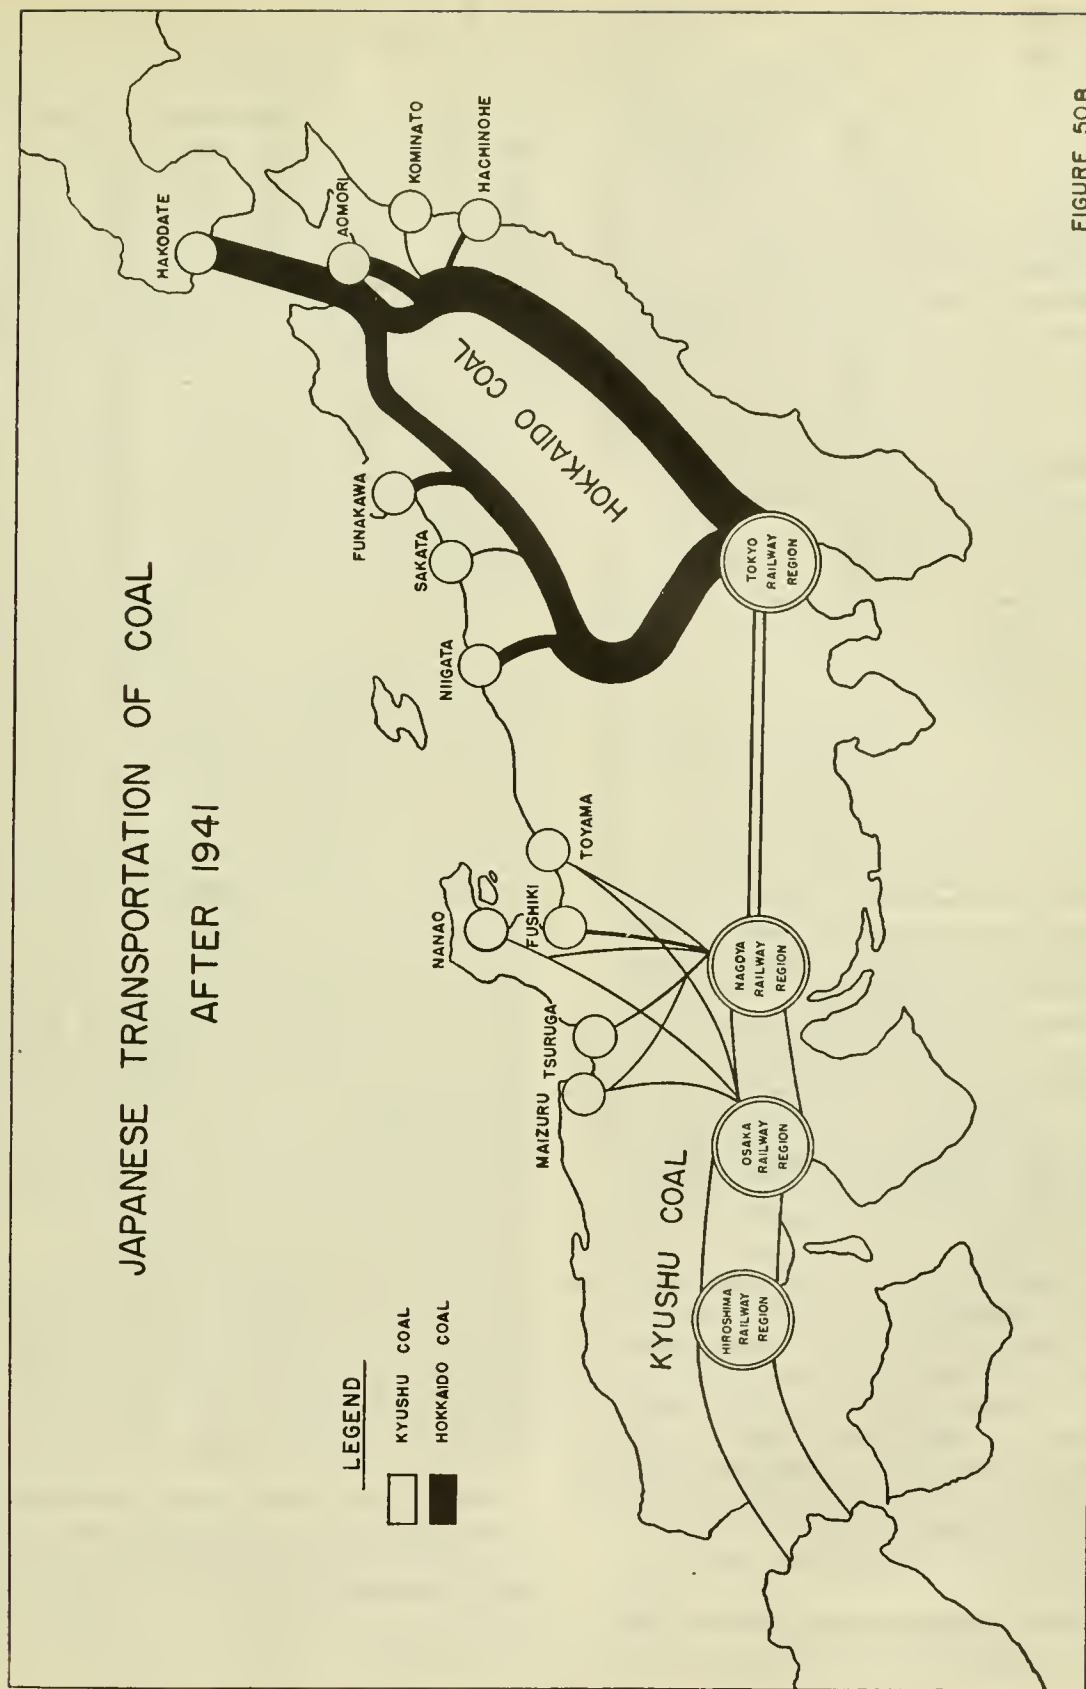 JAPANESE TRANSPORTATION OF COAL
AFTER 1941
LEGEND
KYUSHU COAL
HOKKAIDO COAL
HAKODATE
AOMORI
KOMINATO
HACHINOHE
HOKKAIDO COAL
FUNAKAWA
SAKATA
NIIGATA
TOKYO
RAILWAY
REGION
TOYAMA
NANAO
FUSHIKI
NAGOYA
RAILWAY
REGION
TSURUGA
MAIZURU
OSAKA
RAILWAY
REGION
KYUSHU COAL
HIROSHIMA
RAILWAY
REGION
FIGURE 50B